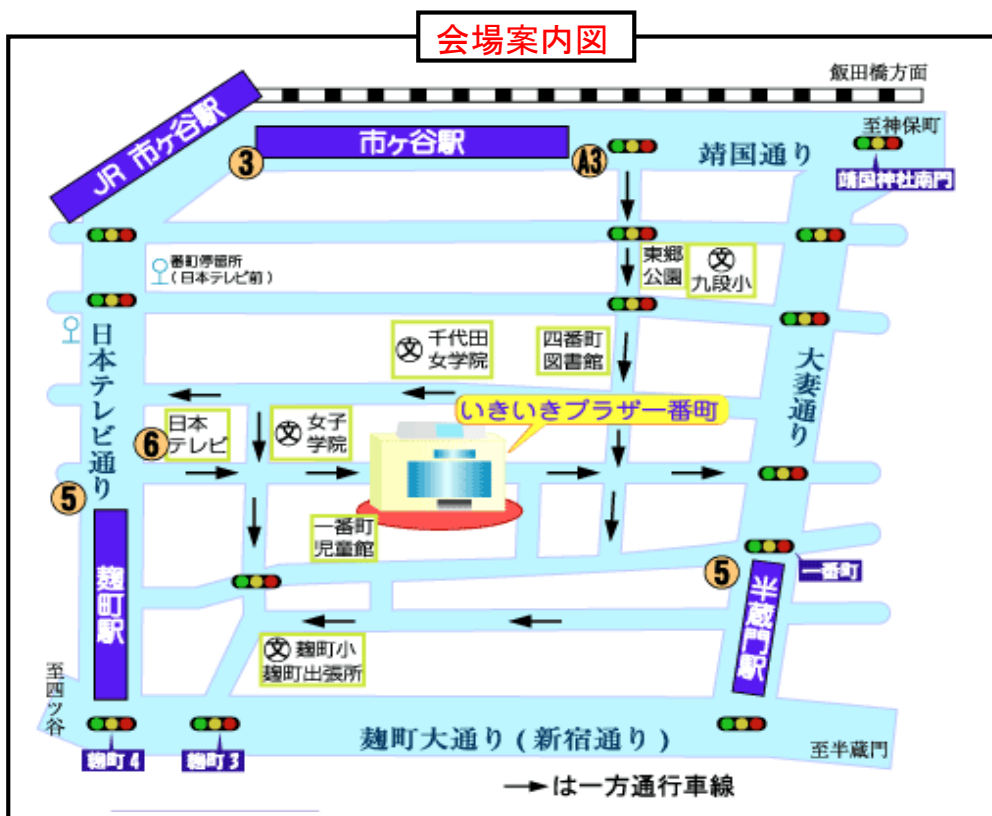 会場案内図
飯田橋方面
JR 市ヶ谷駅
市ヶ谷駅
3
A3
靖国通り
至神保町
靖国神社南門
番町停留所
(日本テレビ前)
東郷
公園
文
九段小
日本テレビ通り
文
千代田
女学院
四番町
図書館
大妻通り
いきいきプラザ一番町
6
日本
テレビ
文
女子
学院
5
一番町
児童館
麹町駅
5
半蔵門駅
一番町
文
麹町小
麹町出張所
至四ツ谷
麹町4
麹町3
麹町大通り(新宿通り)
至半蔵門
→は一方通行車線